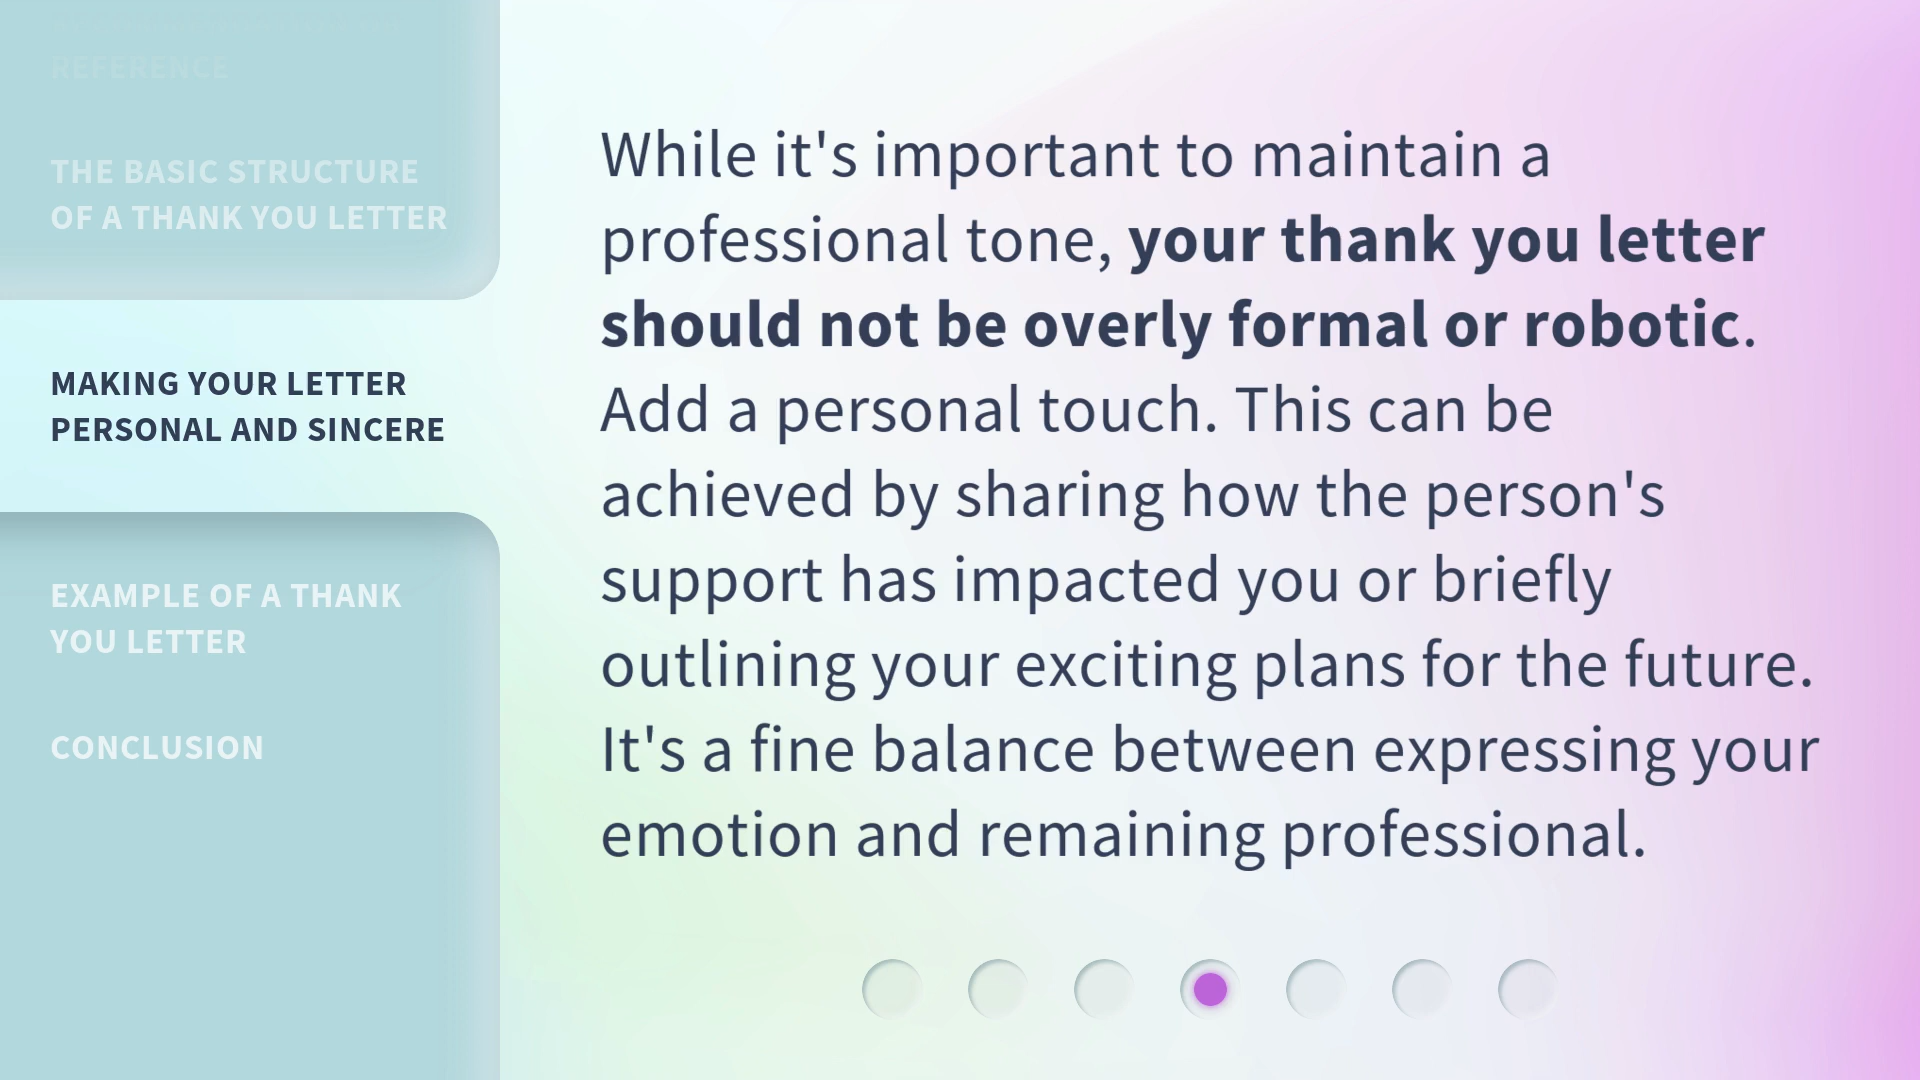 REFERENCE
THE BASIC STRUCTURE
OF A THANK YOU LETTER
MAKING YOUR LETTER
PERSONAL AND SINCERE
EXAMPLE OF A THANK
YOU LETTER
CONCLUSION
While it's important to maintain a
professional tone, your thank you letter
should not be overly formal or robotic.
Add a personal touch. This can be
achieved by sharing how the person's
support has impacted you or briefly
outlining your exciting plans for the future.
It's a fine balance between expressing your
emotion and remaining professional.